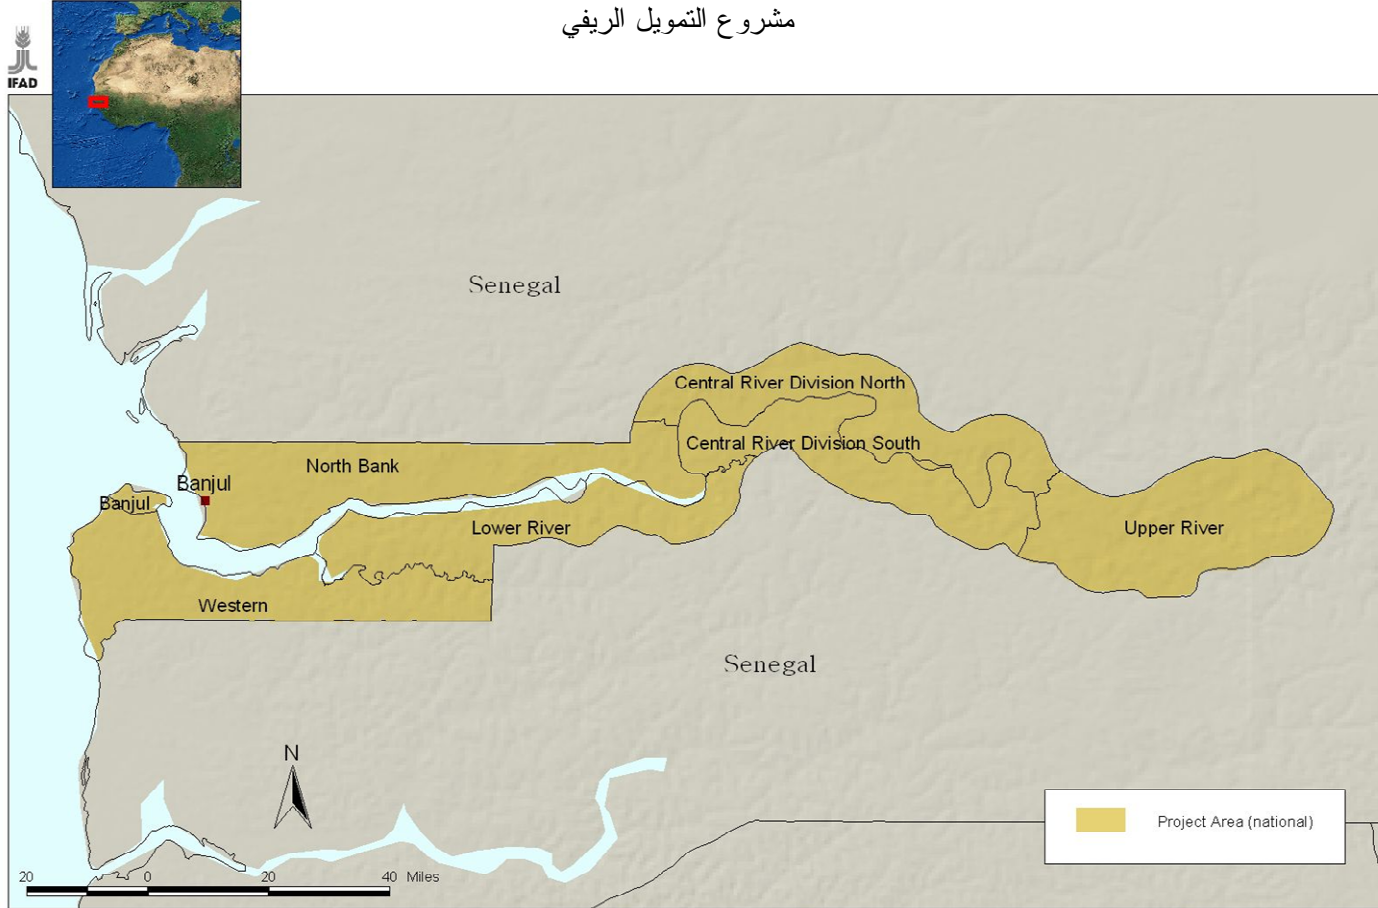 مشروع التمويل الريفي
IFAD
Senegal
Central River Division North
Central River Division South
North Bank
Banjul
Banjul
Lower River
Upper River
Western
Senegal
N
Project Area (national)
20 0 20 40 Miles